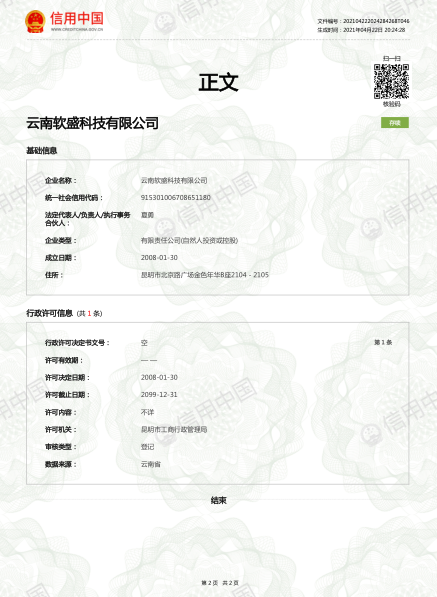 信用中国
WWW.CREDITCHINA.GOV.CN
文件编号：20210422202428426B7046
生成时间：2021年04月22日 20:24:28
扫一扫
核验码
正文
云南软盛科技有限公司
存续
基础信息
企业名称：
云南软盛科技有限公司
统一社会信用代码：
915301006708651180
法定代表人/负责人/执行事务合伙人：
夏勇
企业类型：
有限责任公司(自然人投资或控股)
成立日期：
2008-01-30
住所：
昆明市北京路广场金色年华B座2104－2105
行政许可信息 (共 1 条)
行政许可决定书文号：
空
第 1 条
许可有效期：
— —
许可决定日期：
2008-01-30
许可截止日期：
2099-12-31
许可内容：
不详
许可机关：
昆明市工商行政管理局
审核类型：
登记
数据来源：
云南省
结束
第 2 页 共 2 页